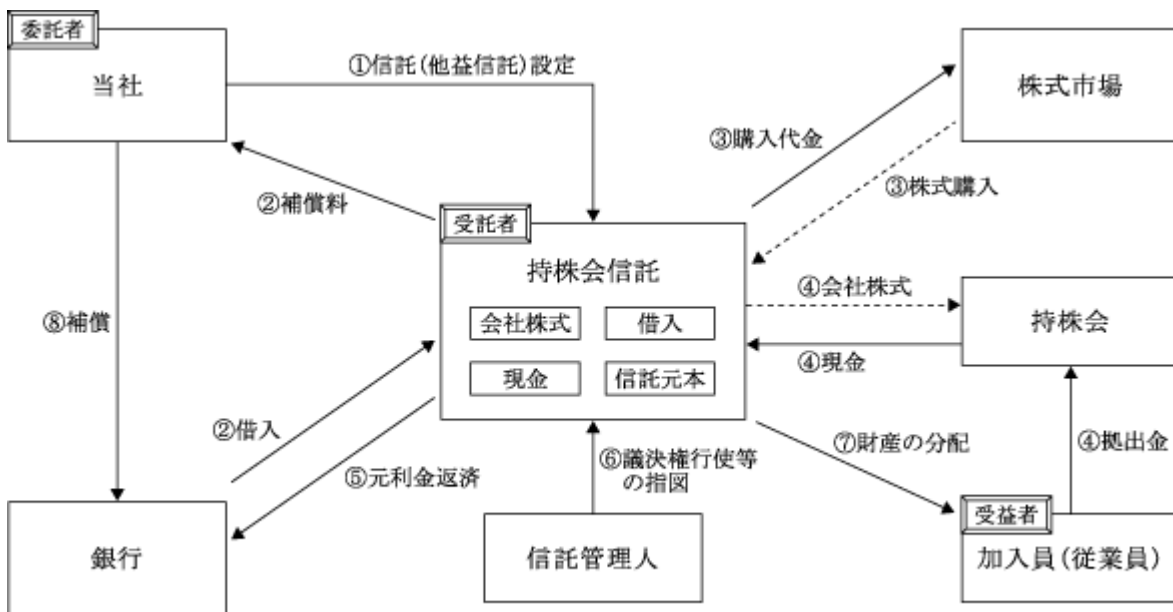 委託者
当社
①信託(他益信託)設定
株式市場
③購入代金
②補償料
③株式購入
受託者
持株会信託
④会社株式
会社株式
借入
持株会
⑧補償
④現金
現金
信託元本
②借入
⑦財産の分配
④拠出金
⑤元利金返済
⑥議決権行使等
の指図
受益者
銀行
信託管理人
加入員(従業員)